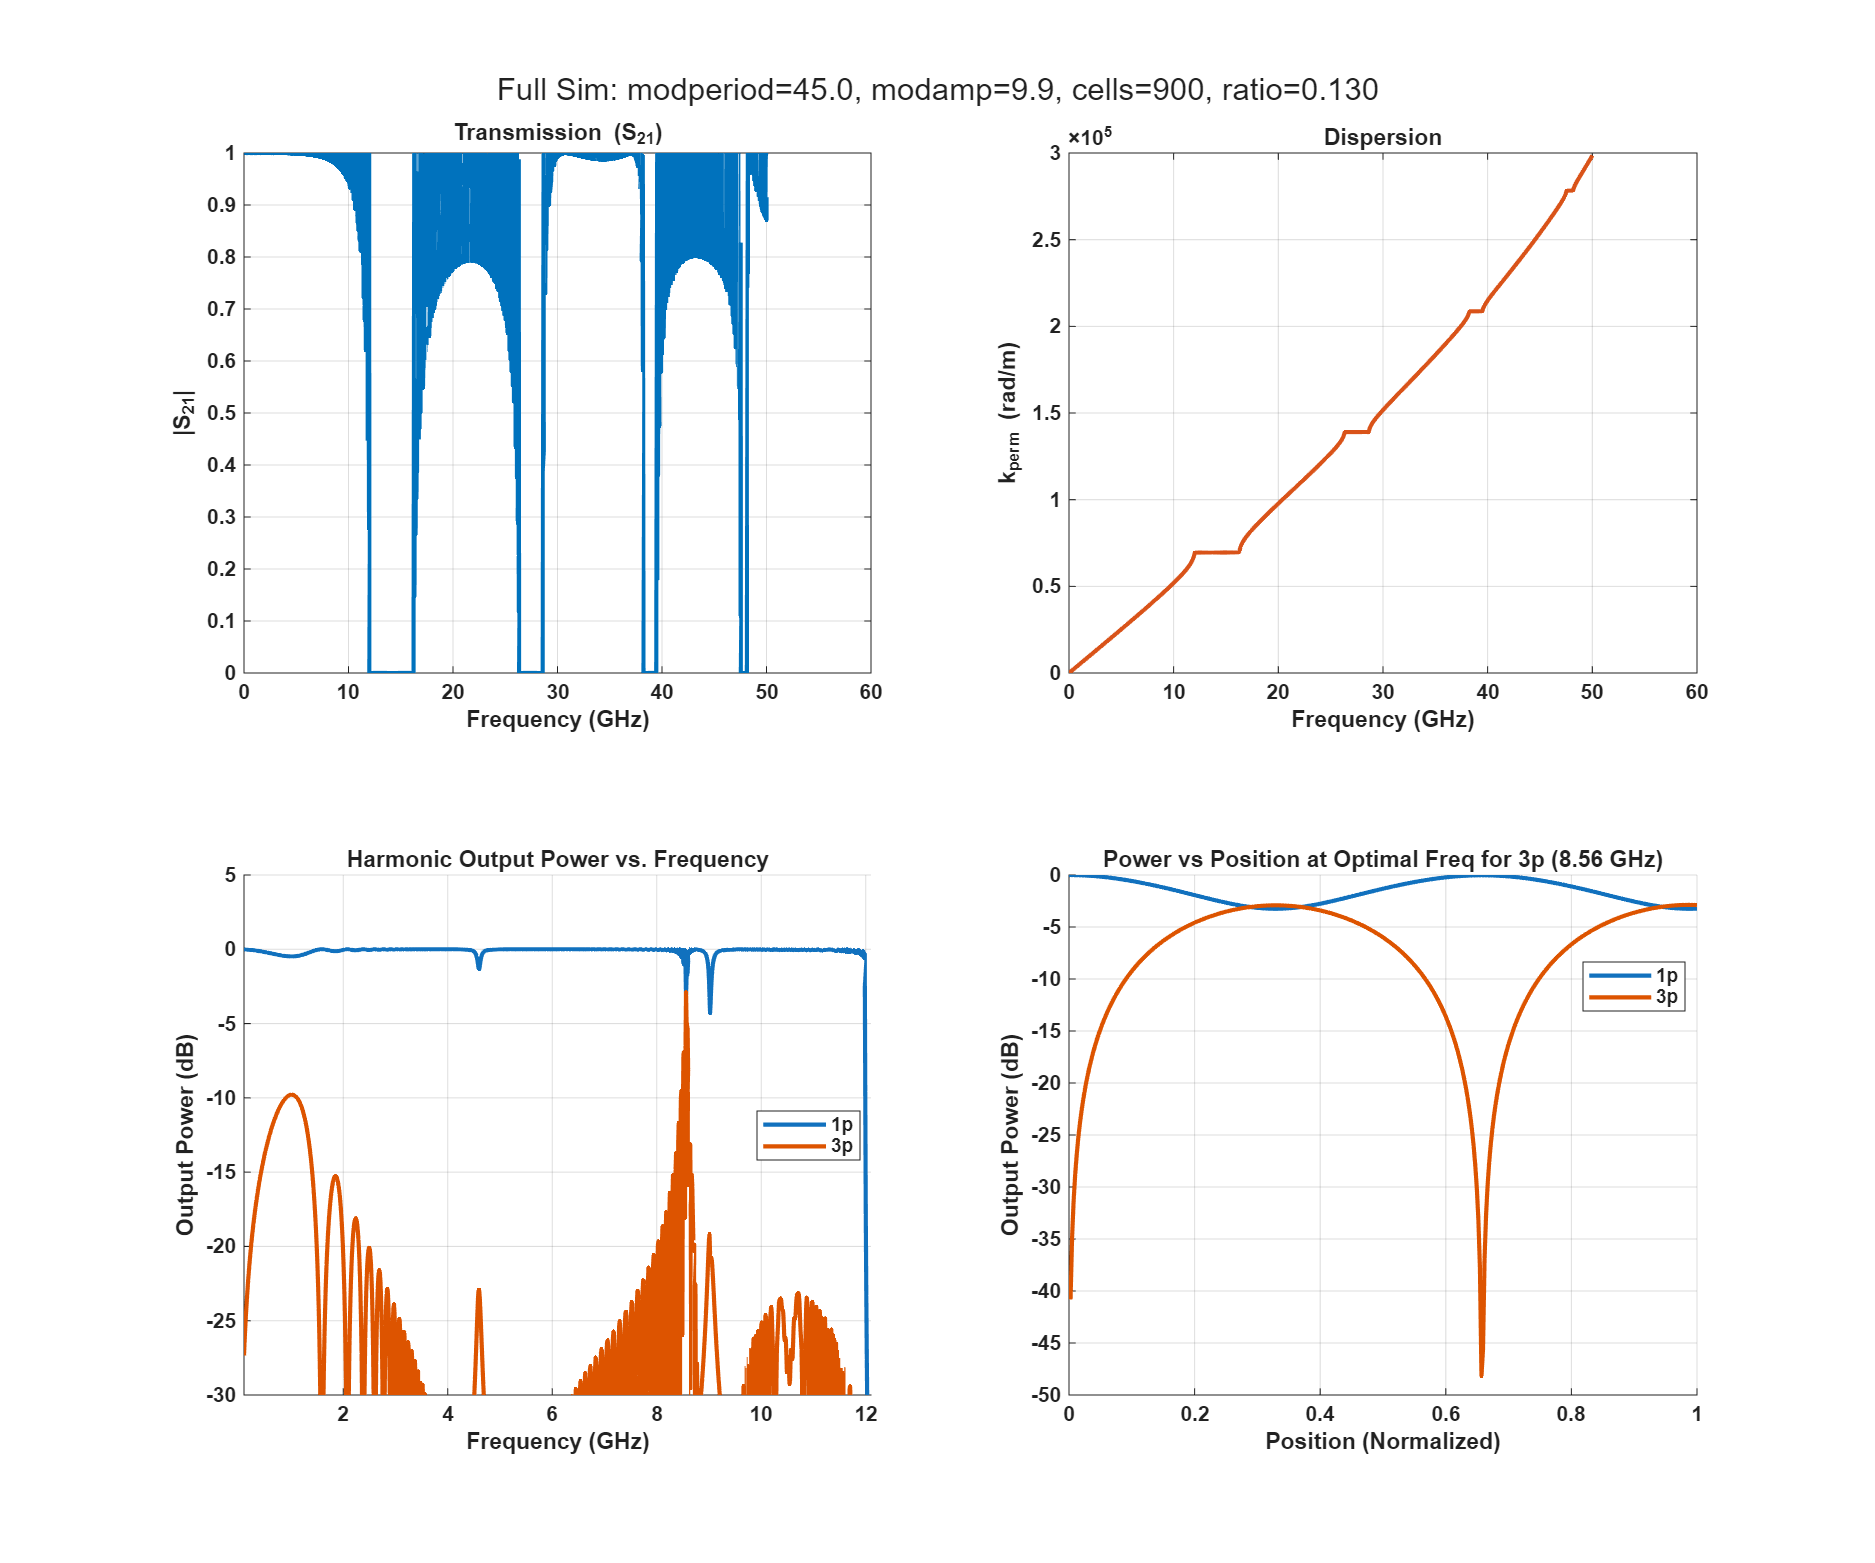 Full Sim: modperiod=45.0, modamp=9.9, cells=900, ratio=0.130
Transmission (S21)
1
0.9
0.8
0.7
0.6
0.5
0.4
0.3
0.2
0.1
0
|S21|
0 10 20 30 40 50 60
Frequency (GHz)
×10^5
Dispersion
3
2.5
2
1.5
1
0.5
0
kperm (rad/m)
0 10 20 30 40 50 60
Frequency (GHz)
Harmonic Output Power vs. Frequency
5
0
-5
-10
-15
-20
-25
-30
Output Power (dB)
1p
3p
2 4 6 8 10 12
Frequency (GHz)
Power vs Position at Optimal Freq for 3p (8.56 GHz)
0
-5
-10
-15
-20
-25
-30
-35
-40
-45
-50
Output Power (dB)
1p
3p
0 0.2 0.4 0.6 0.8 1
Position (Normalized)